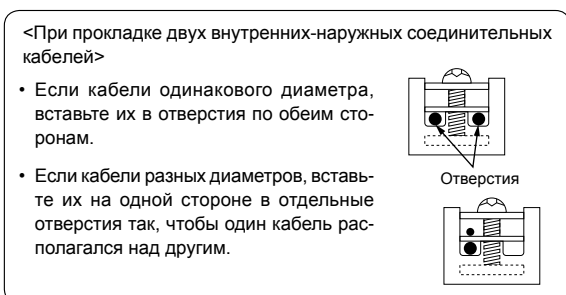 <При прокладке двух внутренних-наружных соединительных
кабелей>
• Если кабели одинакового диаметра,
вставьте их в отверстия по обеим сто-
ронам.
• Если кабели разных диаметров, вставь-
те их на одной стороне в отдельные
отверстия так, чтобы один кабель рас-
полагался над другим.
Отверстия